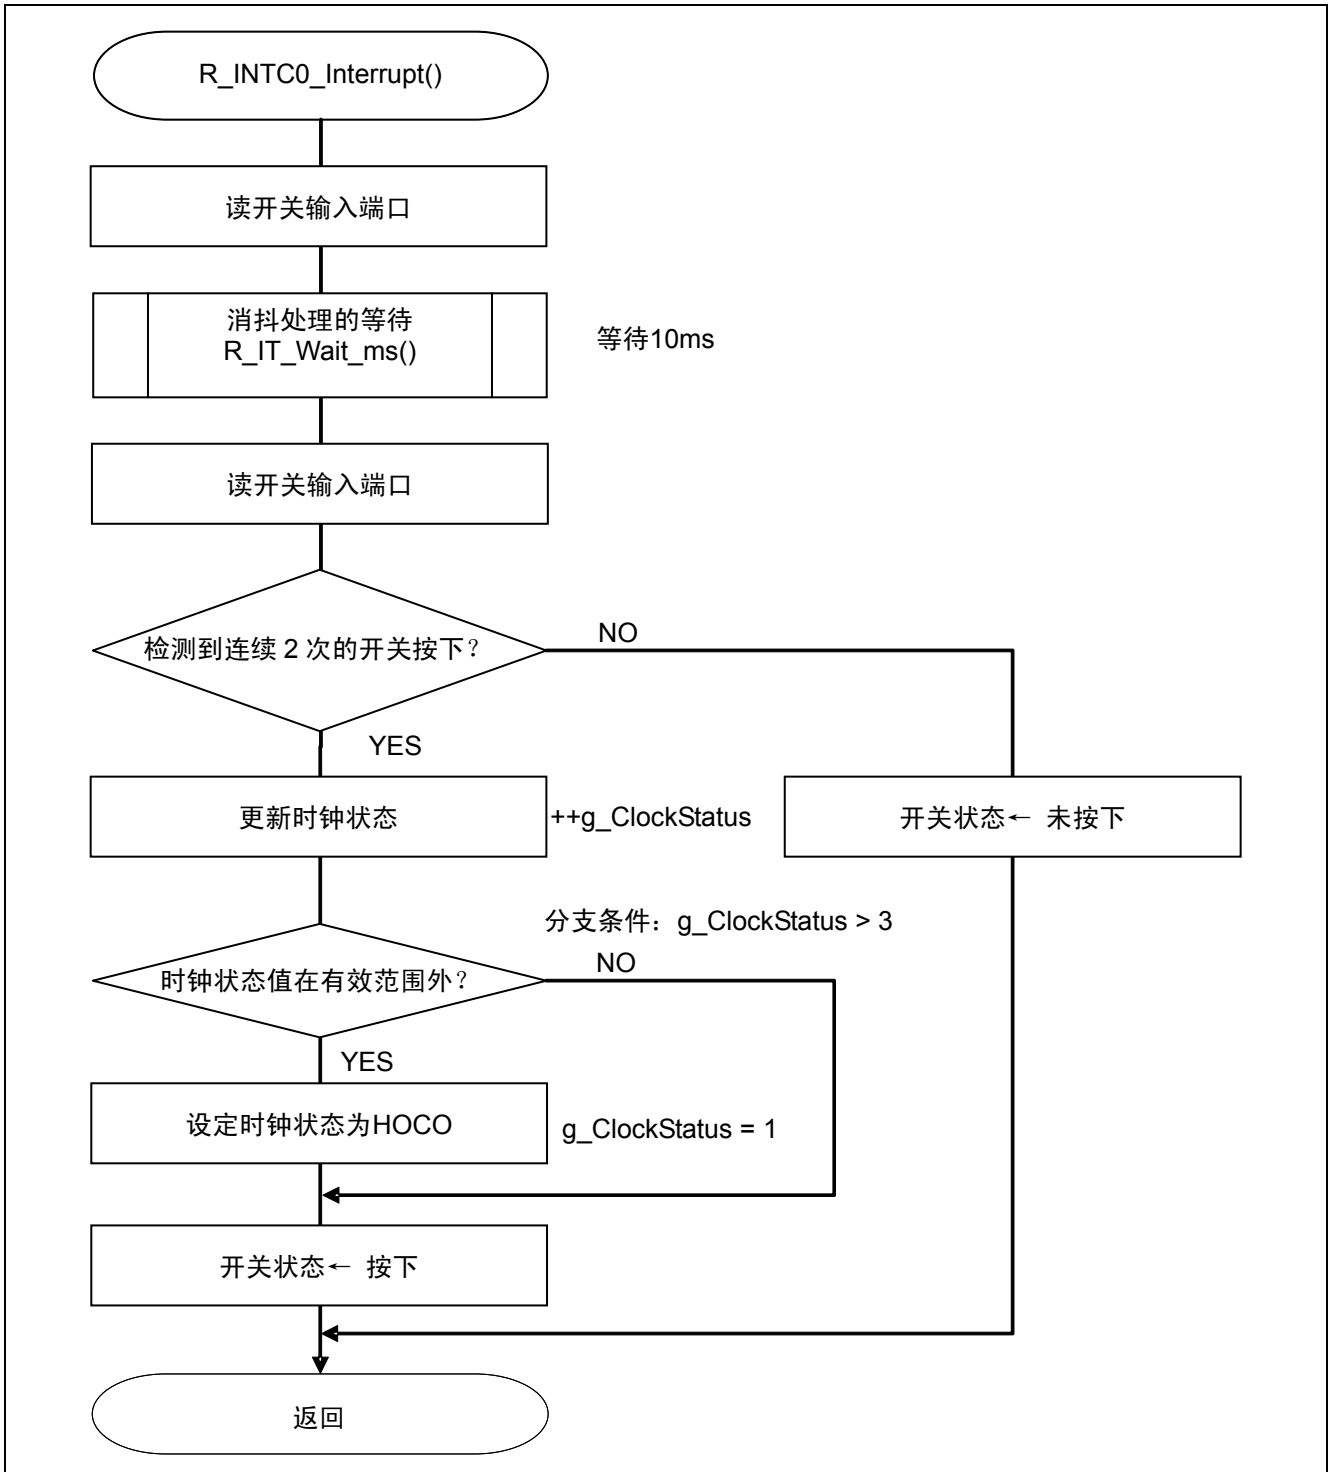 R_INTC0_Interrupt()
读开关输入端口
消抖处理的等待
R_IT_Wait_ms()
等待10ms
读开关输入端口
检测到连续 2 次的开关按下？
NO
YES
更新时钟状态
++g_ClockStatus
开关状态← 未按下
分支条件：g_ClockStatus > 3
时钟状态值在有效范围外？
NO
YES
设定时钟状态为HOCO
g_ClockStatus = 1
开关状态← 按下
返回